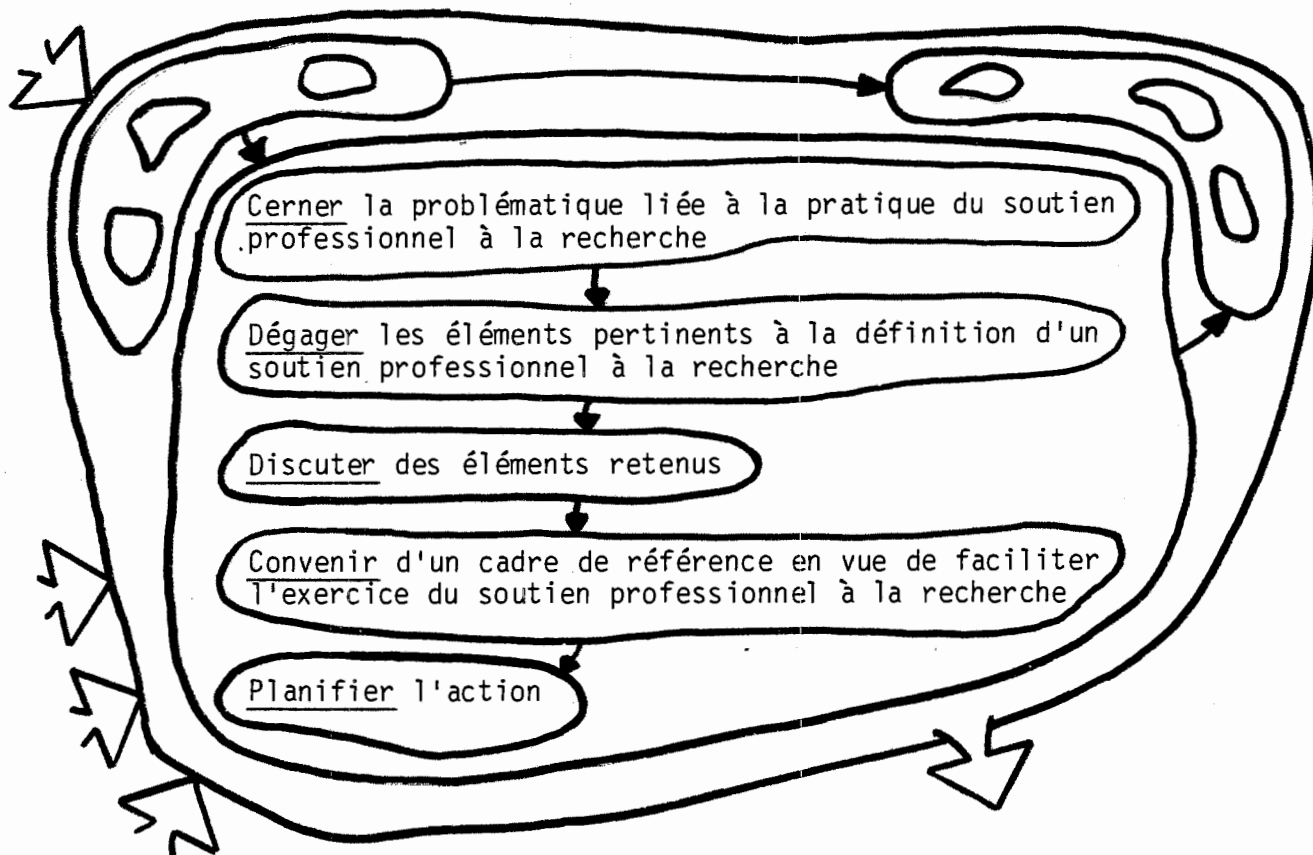 Cerner la problématique liée à la pratique du soutien
professionnel à la recherche
Dégager les éléments pertinents à la définition d'un
soutien professionnel à la recherche
Discuter des éléments retenus
Convenir d'un cadre de référence en vue de faciliter
l'exercice du soutien professionnel à la recherche
Planifier l'action